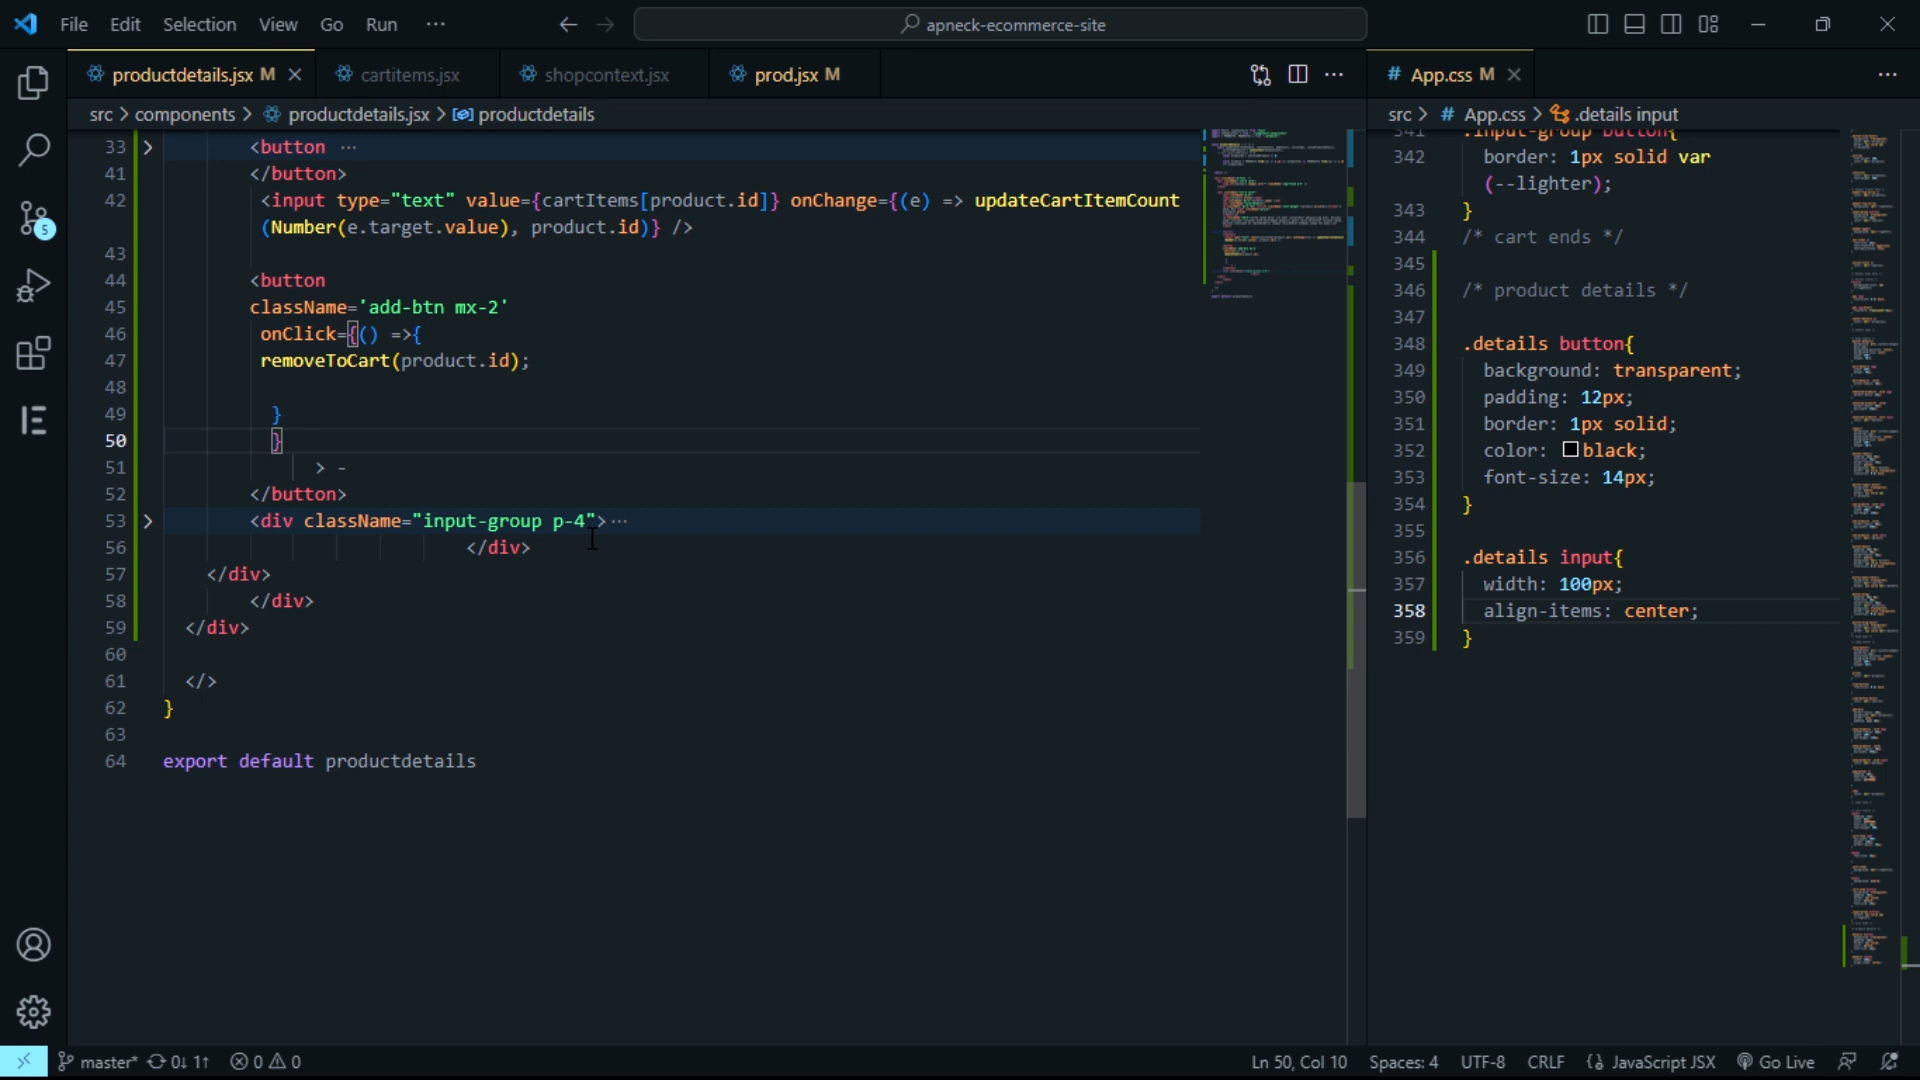 File Edit Selection View Go Run ···
apneck-ecommerce-site
productdetails.jsx M
cartitems.jsx
shopcontext.jsx
prod.jsx M
src > components > productdetails.jsx > productdetails
33 <button ···
41 </button>
42 <input type="text" value={cartItems[product.id]} onChange={(e) => updateCartItemCount
(Number(e.target.value), product.id)} />
43
44 <button
45 className='add-btn mx-2'
46 onClick={() =>{
47 removeToCart(product.id);
48
49 }
50 }
51 > -
52 </button>
53 <div className="input-group p-4"> ···
56 </div>
57 </div>
58 </div>
59 </div>
60
61 </>
62 }
63
64 export default productdetails
# App.css M
src > # App.css > .details input
341 .input-group button{
342 border: 1px solid var
(--lighter);
343 }
344 /* cart ends */
345
346 /* product details */
347
348 .details button{
349 background: transparent;
350 padding: 12px;
351 border: 1px solid;
352 color: black;
353 font-size: 14px;
354 }
355
356 .details input{
357 width: 100px;
358 align-items: center;
359 }
5
master* 0↓ 1↑ 0 0
Ln 50, Col 10 Spaces: 4 UTF-8 CRLF {} JavaScript JSX Go Live